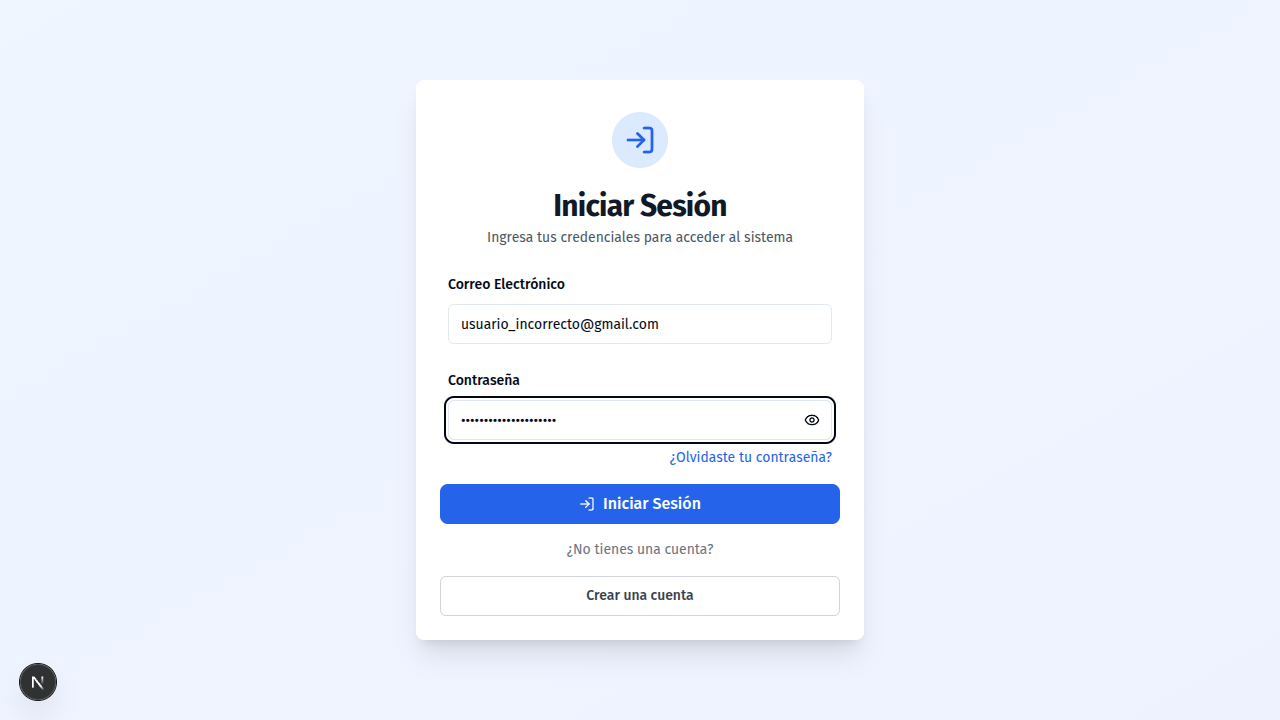 Iniciar Sesión
Ingresa tus credenciales para acceder al sistema
Correo Electrónico
usuario_incorrecto@gmail.com
Contraseña
•••••••••••••••••••••
¿Olvidaste tu contraseña?
Iniciar Sesión
¿No tienes una cuenta?
Crear una cuenta
N